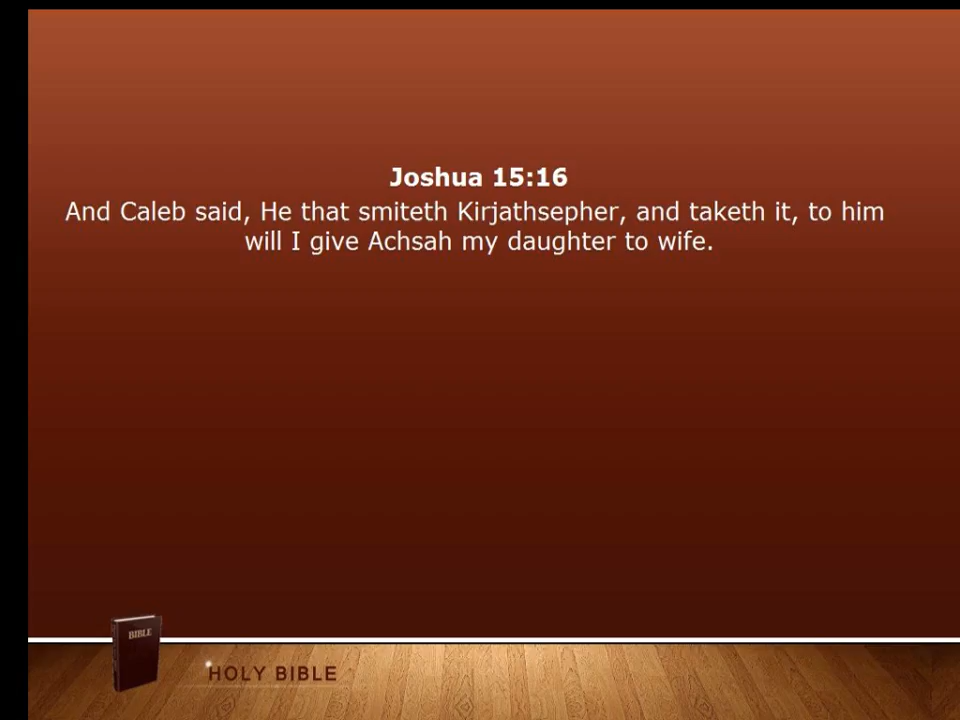 Joshua 15:16
And Caleb said, He that smiteth Kirjathsepher, and taketh it, to him
will I give Achsah my daughter to wife.
BIBLE
HOLY BIBLE